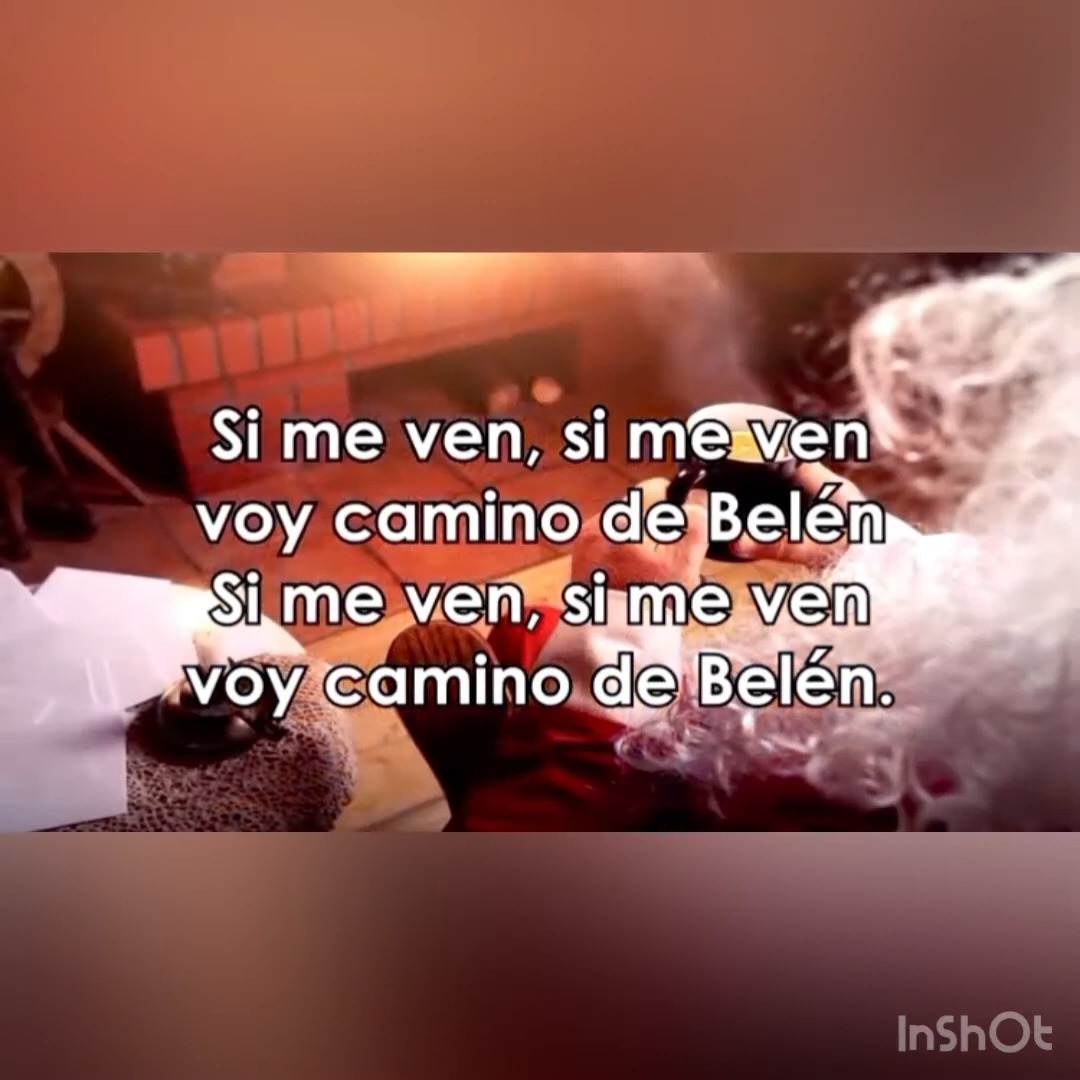 Si me ven, si me ven
voy camino de Belén
Si me ven, si me ven
voy camino de Belén.
InShOt